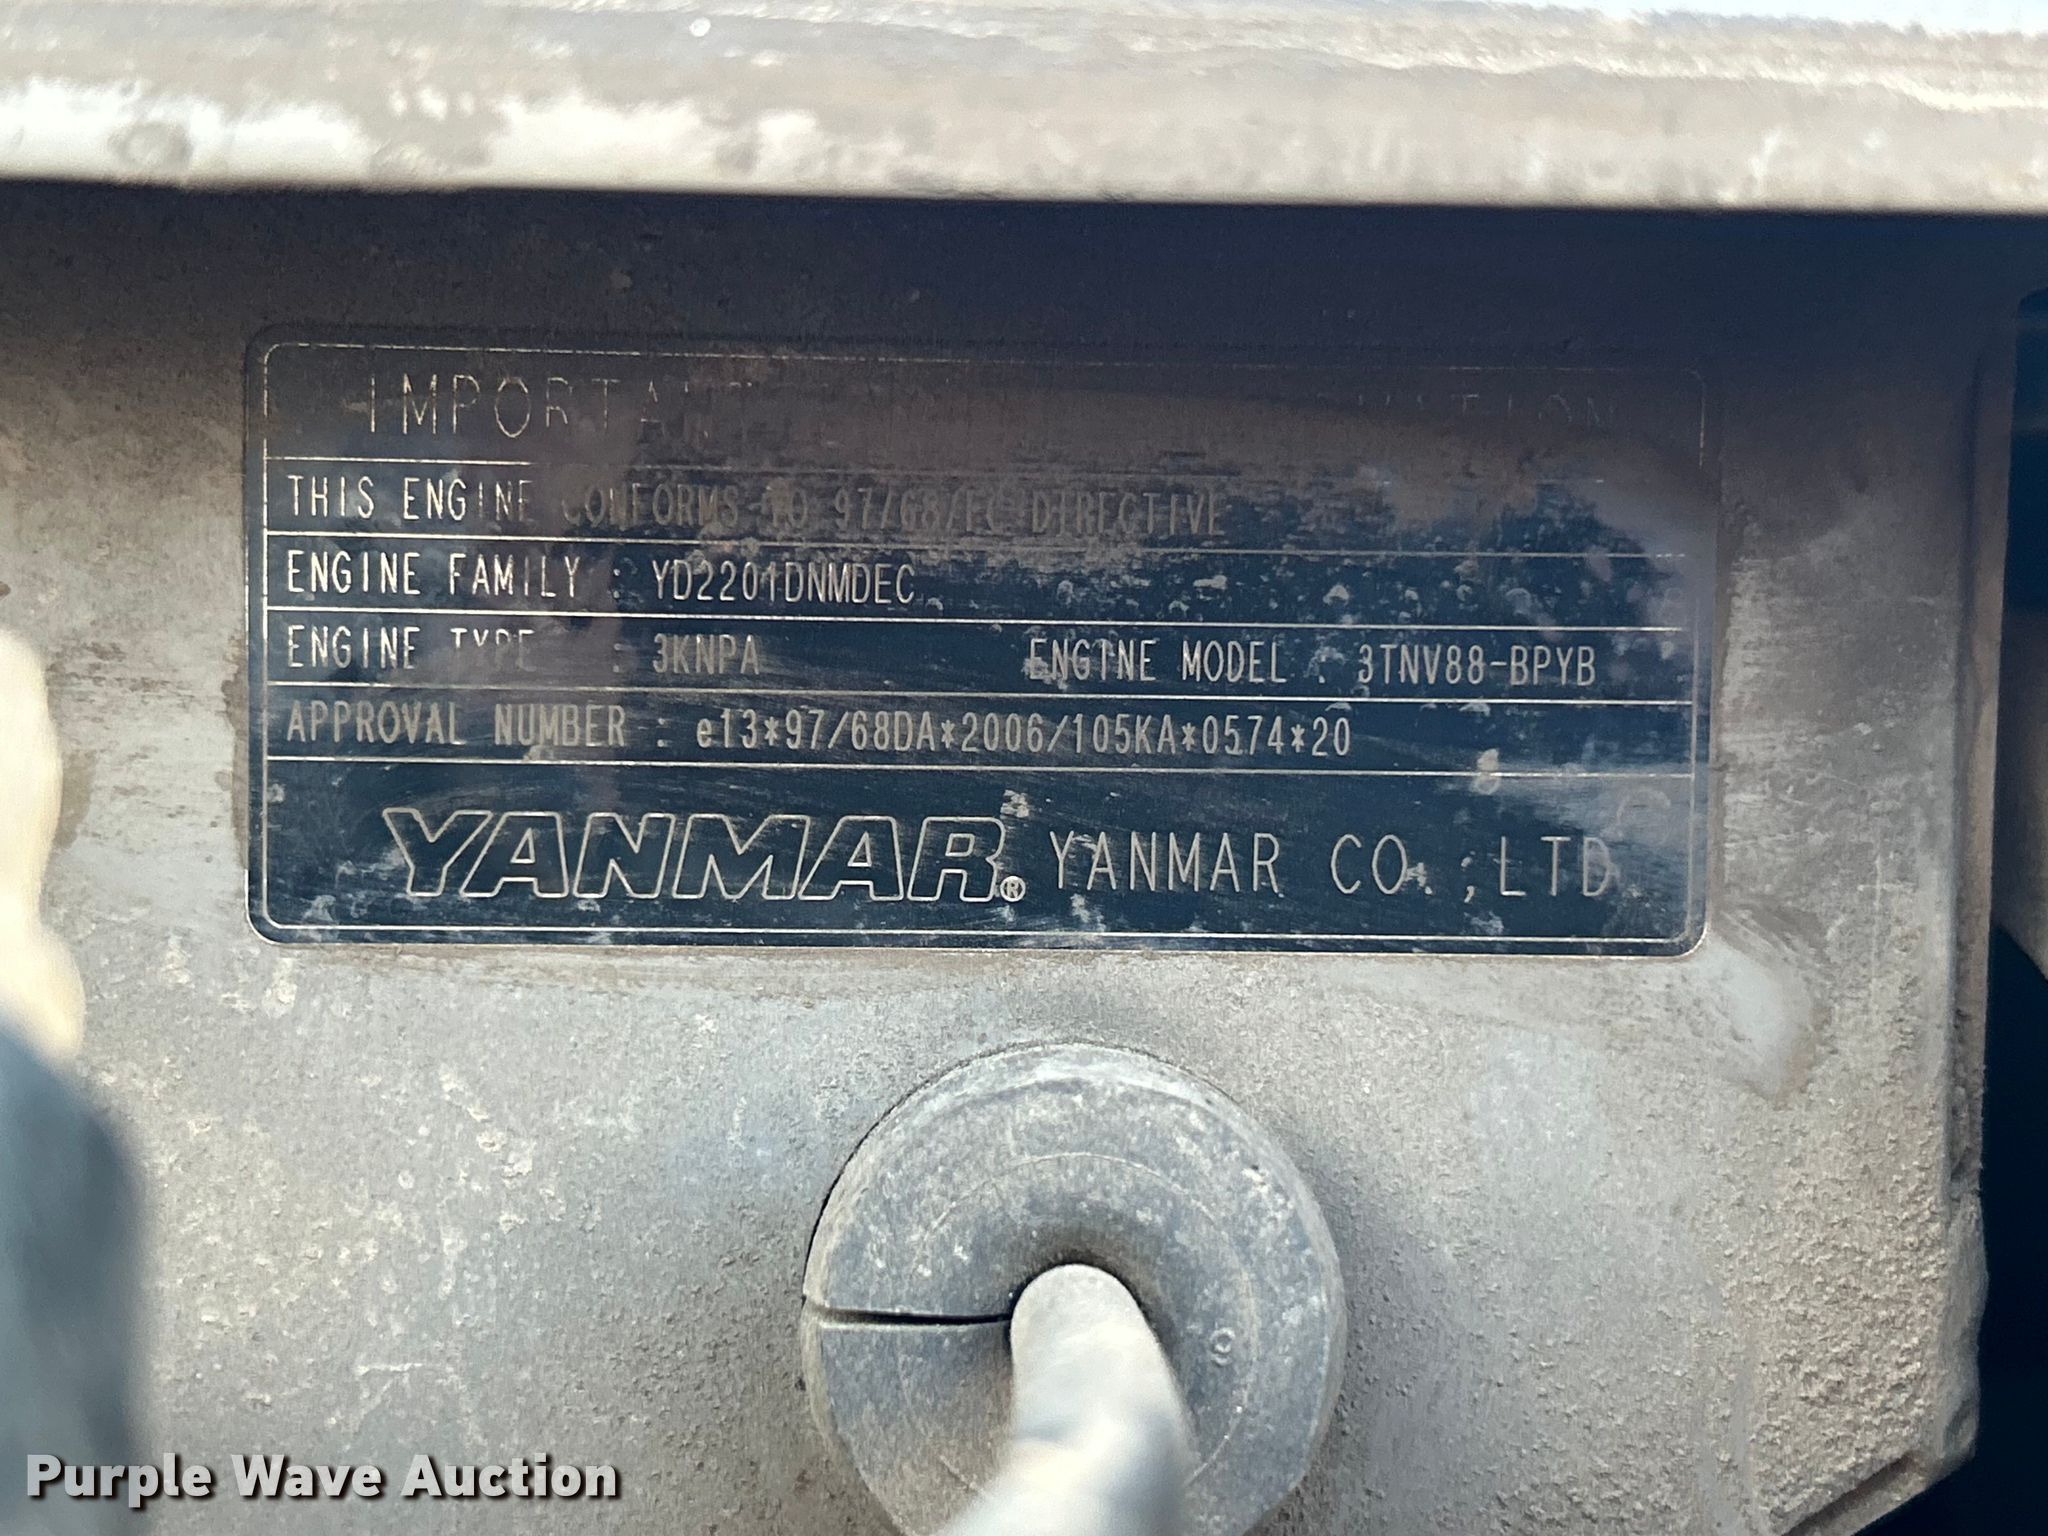 IMPORTANT
THIS ENGINE CONFORMS TO 97/68/EC DIRECTIVE
ENGINE FAMILY : YD2201DNMDEC
ENGINE TYPE : 3KNPA ENGINE MODEL : 3TNV88-BPYB
APPROVAL NUMBER : e13*97/68DA*2006/105KA*0574*20
YANMAR® YANMAR CO.;LTD.
Purple Wave Auction